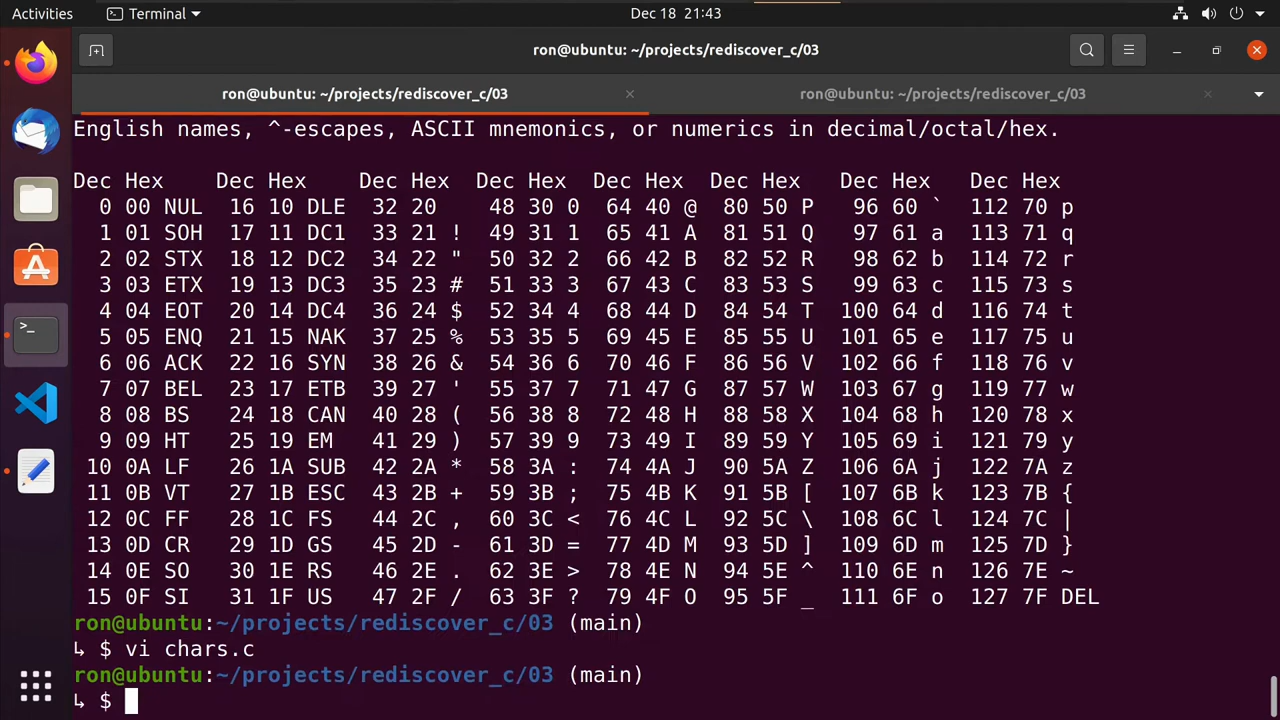 Activities Terminal Dec 18 21:43
ron@ubuntu: ~/projects/rediscover_c/03
ron@ubuntu: ~/projects/rediscover_c/03 ron@ubuntu: ~/projects/rediscover_c/03
English names, ^-escapes, ASCII mnemonics, or numerics in decimal/octal/hex.
Dec Hex    Dec Hex    Dec Hex  Dec Hex  Dec Hex  Dec Hex   Dec Hex   Dec Hex
  0 00 NUL  16 10 DLE  32 20    48 30 0  64 40 @  80 50 P   96 60 `  112 70 p
  1 01 SOH  17 11 DC1  33 21 !  49 31 1  65 41 A  81 51 Q   97 61 a  113 71 q
  2 02 STX  18 12 DC2  34 22 "  50 32 2  66 42 B  82 52 R   98 62 b  114 72 r
  3 03 ETX  19 13 DC3  35 23 #  51 33 3  67 43 C  83 53 S   99 63 c  115 73 s
  4 04 EOT  20 14 DC4  36 24 $  52 34 4  68 44 D  84 54 T  100 64 d  116 74 t
  5 05 ENQ  21 15 NAK  37 25 %  53 35 5  69 45 E  85 55 U  101 65 e  117 75 u
  6 06 ACK  22 16 SYN  38 26 &  54 36 6  70 46 F  86 56 V  102 66 f  118 76 v
  7 07 BEL  23 17 ETB  39 27 '  55 37 7  71 47 G  87 57 W  103 67 g  119 77 w
  8 08 BS   24 18 CAN  40 28 (  56 38 8  72 48 H  88 58 X  104 68 h  120 78 x
  9 09 HT   25 19 EM   41 29 )  57 39 9  73 49 I  89 59 Y  105 69 i  121 79 y
 10 0A LF   26 1A SUB  42 2A *  58 3A :  74 4A J  90 5A Z  106 6A j  122 7A z
 11 0B VT   27 1B ESC  43 2B +  59 3B ;  75 4B K  91 5B [  107 6B k  123 7B {
 12 0C FF   28 1C FS   44 2C ,  60 3C <  76 4C L  92 5C \  108 6C l  124 7C |
 13 0D CR   29 1D GS   45 2D -  61 3D =  77 4D M  93 5D ]  109 6D m  125 7D }
 14 0E SO   30 1E RS   46 2E .  62 3E >  78 4E N  94 5E ^  110 6E n  126 7E ~
 15 0F SI   31 1F US   47 2F /  63 3F ?  79 4F O  95 5F _  111 6F o  127 7F DEL
ron@ubuntu:~/projects/rediscover_c/03 (main)
↳ $ vi chars.c
ron@ubuntu:~/projects/rediscover_c/03 (main)
↳ $